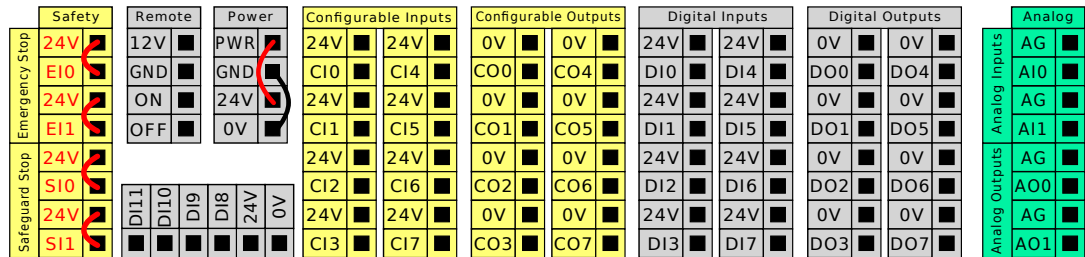 Safety
Emergency Stop
24V
EI0
24V
EI1
Safeguard Stop
24V
SI0
24V
SI1
Remote
12V
GND
ON
OFF
Power
PWR
GND
24V
0V
DI11 DI10 DI9 DI8 24V 0V
Configurable Inputs
24V 24V
CI0 CI4
24V 24V
CI1 CI5
24V 24V
CI2 CI6
24V 24V
CI3 CI7
Configurable Outputs
0V 0V
CO0 CO4
0V 0V
CO1 CO5
0V 0V
CO2 CO6
0V 0V
CO3 CO7
Digital Inputs
24V 24V
DI0 DI4
24V 24V
DI1 DI5
24V 24V
DI2 DI6
24V 24V
DI3 DI7
Digital Outputs
0V 0V
DO0 DO4
0V 0V
DO1 DO5
0V 0V
DO2 DO6
0V 0V
DO3 DO7
Analog
Analog Inputs
AG
AI0
AG
AI1
Analog Outputs
AG
AO0
AG
AO1